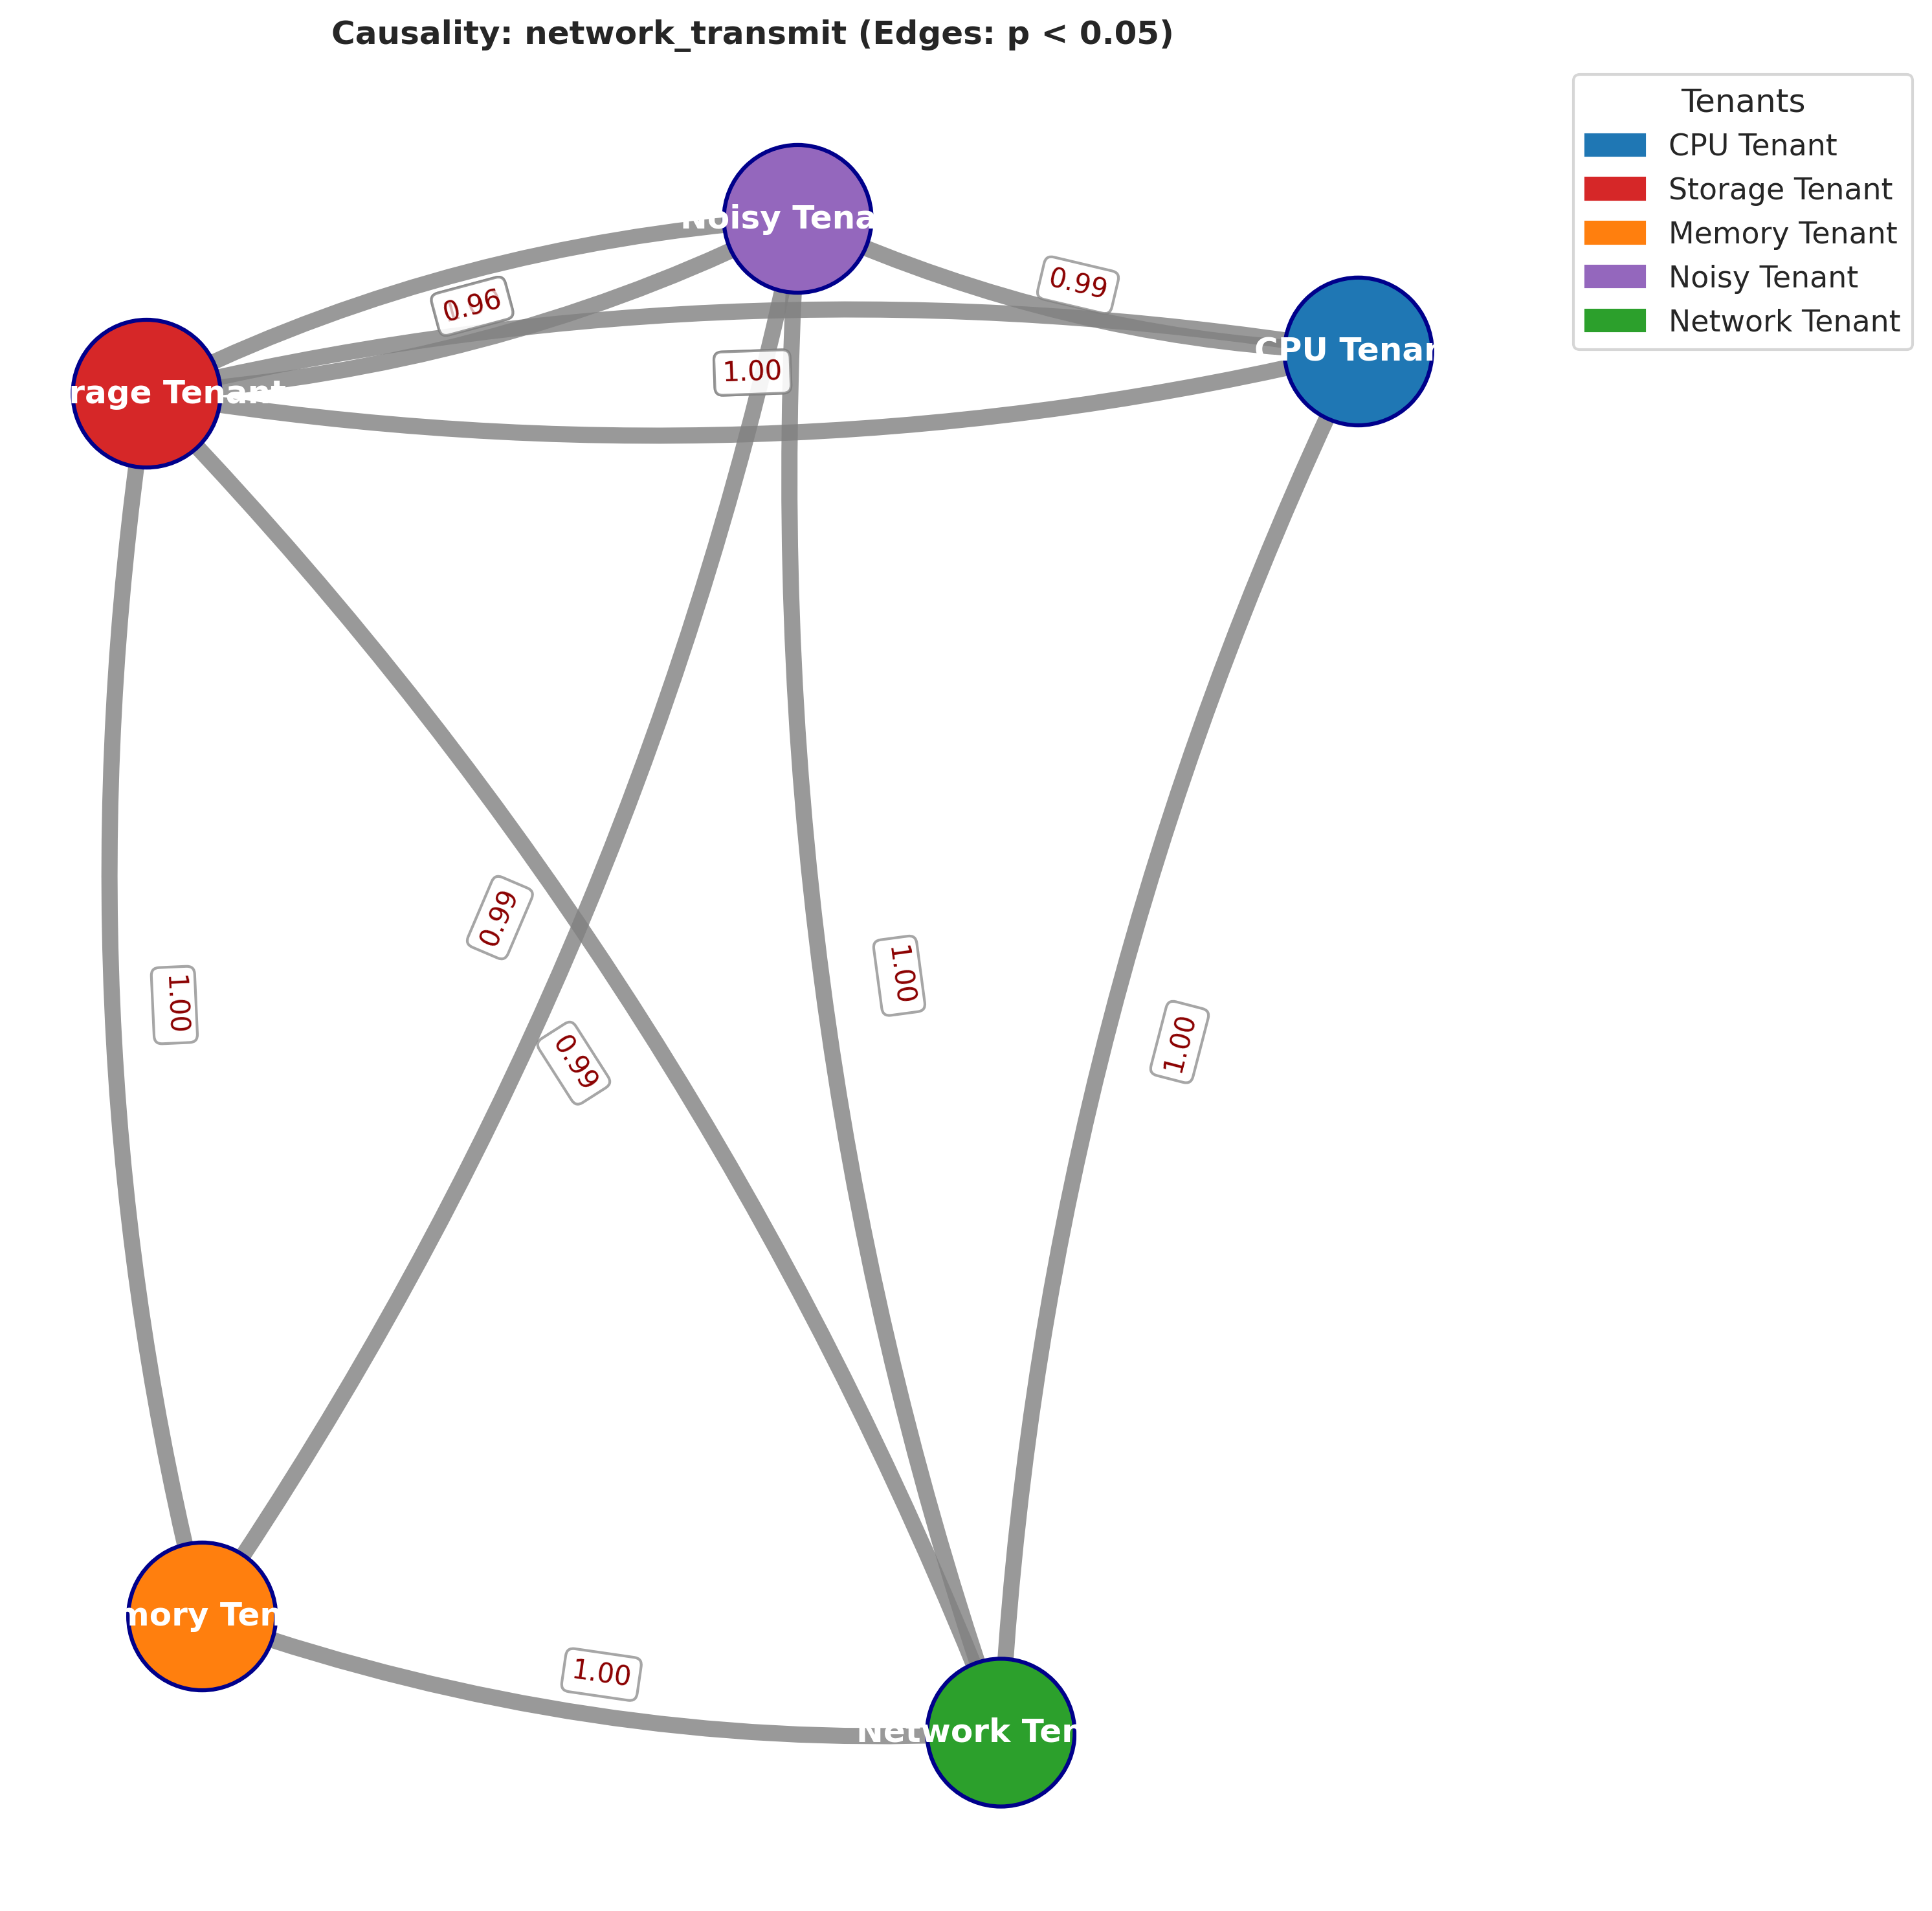 Causality: network_transmit (Edges: p < 0.05)
Tenants
CPU Tenant
Storage Tenant
Memory Tenant
Noisy Tenant
Network Tenant
Noisy Tena
0.96
0.99
1.00
CPU Tenan
rage Tenant
0.99
1.00
1.00
0.99
1.00
mory Ten
1.00
Network Ten